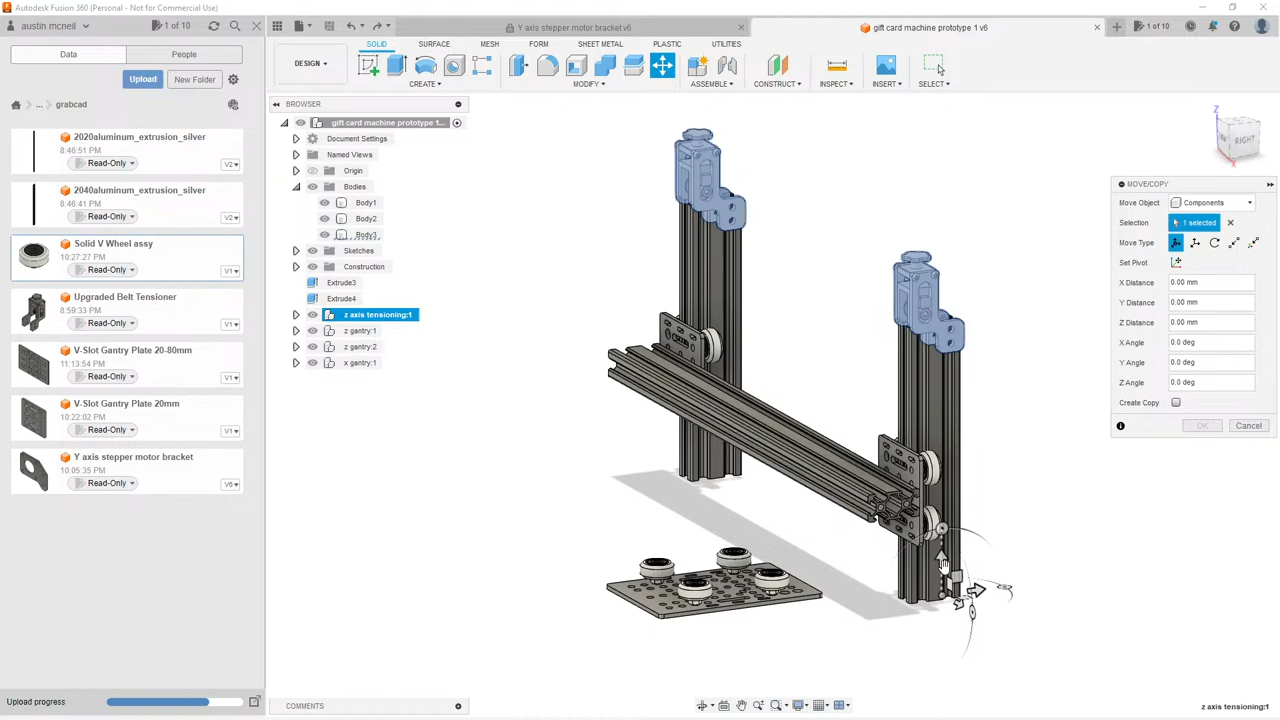 Autodesk Fusion 360 (Personal - Not for Commercial Use)
austin mcneil
1 of 10
Y axis stepper motor bracket v6
gift card machine prototype 1 v6
1 of 10
Data
People
Upload
New Folder
... grabcad
2020aluminum_extrusion_silver
8:46:51 PM
Read-Only
V2
2040aluminum_extrusion_silver
8:46:41 PM
Read-Only
V2
Solid V Wheel assy
10:27:27 PM
Read-Only
V1
Upgraded Belt Tensioner
8:59:33 PM
Read-Only
V1
V-Slot Gantry Plate 20-80mm
11:13:54 PM
Read-Only
V1
V-Slot Gantry Plate 20mm
10:22:02 PM
Read-Only
V1
Y axis stepper motor bracket
10:05:35 PM
Read-Only
V6
Upload progress
SOLID
SURFACE
MESH
FORM
SHEET METAL
PLASTIC
UTILITIES
DESIGN
CREATE
MODIFY
ASSEMBLE
CONSTRUCT
INSPECT
INSERT
SELECT
BROWSER
gift card machine prototype 1...
Document Settings
Named Views
Origin
Bodies
Body1
Body2
Body3
Sketches
Construction
Extrude3
Extrude4
z axis tensioning:1
z gantry:1
z gantry:2
x gantry:1
Z
RIGHT
X
MOVE/COPY
Move Object
Components
Selection
1 selected
Move Type
Set Pivot
X Distance
0.00 mm
Y Distance
0.00 mm
Z Distance
0.00 mm
X Angle
0.0 deg
Y Angle
0.0 deg
Z Angle
0.0 deg
Create Copy
OK
Cancel
COMMENTS
z axis tensioning:1